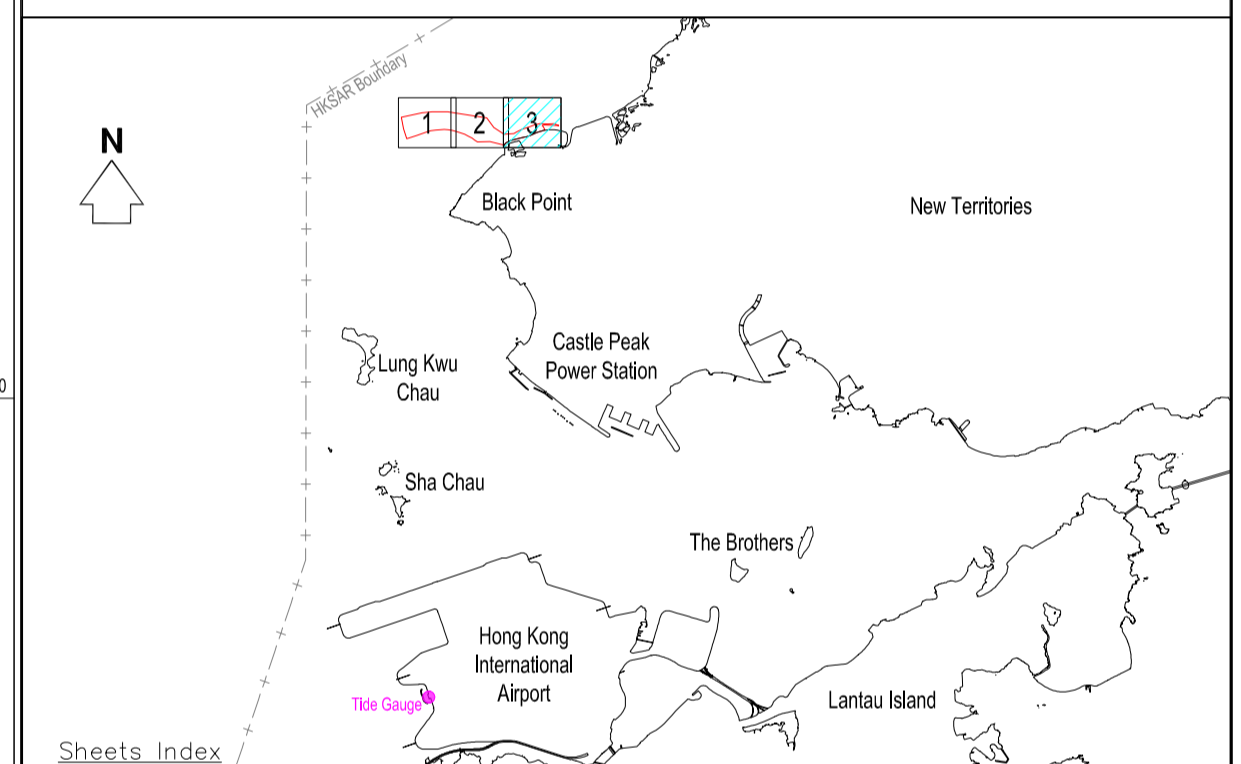 HKSAR Boundary
N
1 2 3
Black Point
New Territories
Castle Peak
Power Station
Lung Kwu
Chau
0
Sha Chau
The Brothers
Hong Kong
International
Airport
Tide Gauge
Lantau Island
Sheets Index